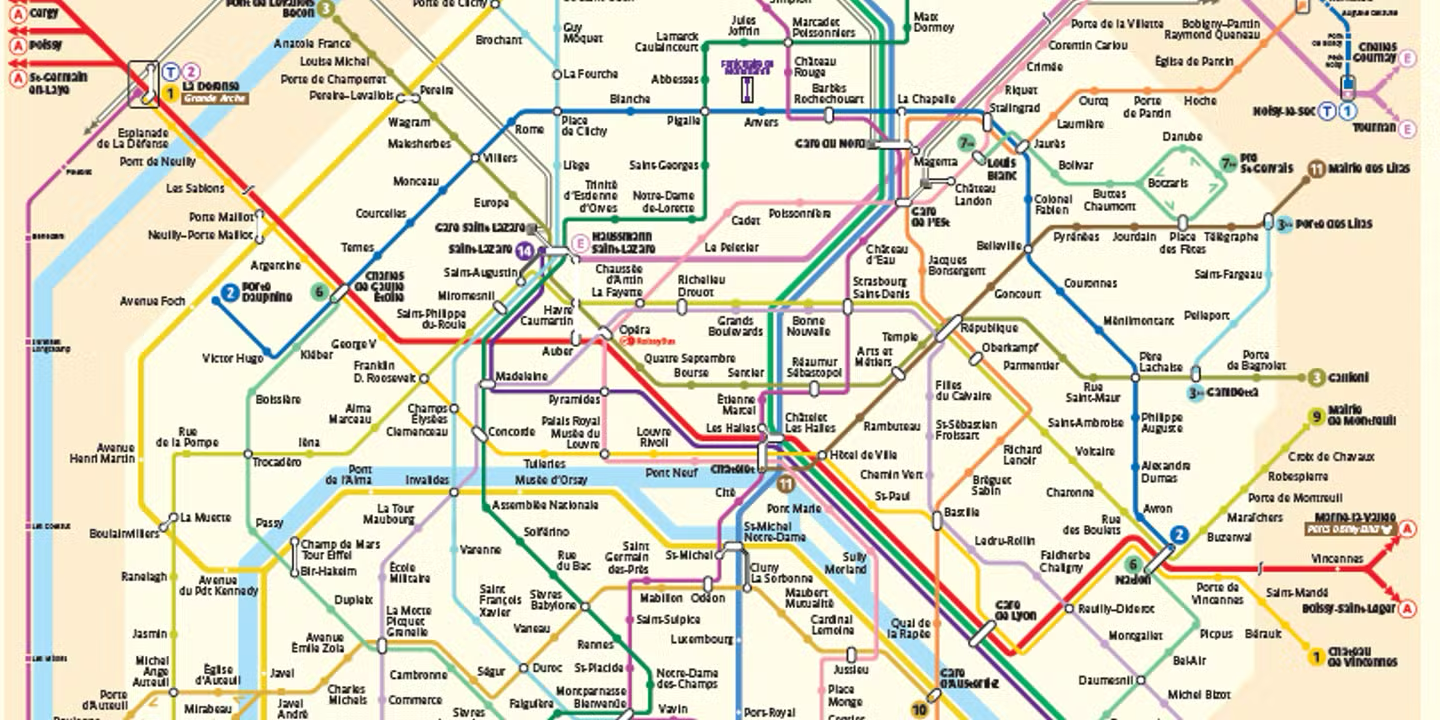 A Cergy
A Poissy
A St-Germain
en-Laye
Pont de Levallois
Bécon
3
Porte de Clichy
Anatole France
Louise Michel
Porte de Champerret
Pereire–Levallois
Pereire
Brochant
Guy
Môquet
La Fourche
Jules
Joffrin
Lamarck
Caulaincourt
Marcadet
Poissonniers
Simplon
Marx
Dormoy
Abbesses
Funiculaire de
Montmartre
Château
Rouge
Barbès
Rochechouart
La Chapelle
Porte de la Villette
Corentin Cariou
Crimée
Riquet
Stalingrad
Bobigny–Pantin
Raymond Queneau
Église de Pantin
Hoche
Porte
de Pantin
Ourcq
Laumière
Jaurès
Noisy-le-Sec T 1
Chelles
Gournay
E
Tournan
E
T 2
1 La Défense
Grande Arche
Esplanade
de La Défense
Pont de Neuilly
Les Sablons
Porte Maillot
Neuilly–Porte Maillot
Argentine
Avenue Foch
2 Porte
Dauphine
Victor Hugo
Wagram
Malesherbes
Villiers
Monceau
Courcelles
Ternes
6
Charles
de Gaulle
Étoile
Rome
Place
de Clichy
Blanche
Pigalle
Anvers
Liège
Saint-Georges
Europe
Trinité
d'Estienne
d'Orves
Notre-Dame
de-Lorette
Gare Saint-Lazare
Saint-Lazare 14
E Haussmann
Saint-Lazare
Saint-Augustin
Miromesnil
Saint-Philippe
du-Roule
Gare du Nord
Magenta
7bis
Louis
Blanc
Château
Landon
Gare
de l'Est
Cadet
Poissonnière
Le Peletier
Château
d'Eau
Jacques
Bonsergent
Bolivar
Colonel
Fabien
Belleville
Buttes
Chaumont
Botzaris
Danube
7bis Pré
St-Gervais
11 Mairie des Lilas
3bis Porte des Lilas
Pyrénées
Jourdain
Place
des Fêtes
Télégraphe
Saint-Fargeau
Pelleport
Chaussée
d'Antin
La Fayette
Richelieu
Drouot
Grands
Boulevards
Bonne
Nouvelle
Strasbourg
Saint-Denis
Havre
Caumartin
Opéra
RoissyBus
Auber
Quatre Septembre
Bourse
Sentier
Réaumur
Sébastopol
Arts et
Métiers
Temple
République
Goncourt
Couronnes
Ménilmontant
Oberkampf
Parmentier
Rue
Saint-Maur
Père
Lachaise
3bis Gambetta
Porte
de Bagnolet
3 Gallieni
9 Mairie
de Montreuil
Croix de Chavaux
Robespierre
Porte de Montreuil
Maraîchers
Buzenval
Kléber
George V
Franklin
D. Roosevelt
Boissière
Alma
Marceau
Champs
Élysées
Clemenceau
Madeleine
Concorde
Pyramides
Palais Royal
Musée du
Louvre
Louvre
Rivoli
Étienne
Marcel
Les Halles
Châtelet
Les Halles
Châtelet
11
Pont Neuf
Tuileries
Rambuteau
Hôtel de Ville
Filles
du Calvaire
St-Sébastien
Froissart
Chemin Vert
St-Paul
Richard
Lenoir
Bréguet
Sabin
Bastille
Saint-Ambroise
Voltaire
Charonne
Philippe
Auguste
Alexandre
Dumas
Avron
Rue
des Boulets
2
6
Nation
Avenue
Henri Martin
Rue
de la Pompe
Trocadéro
Iéna
Pont
de l'Alma
Invalides
Musée d'Orsay
Assemblée Nationale
La Muette
Boulainvilliers
Passy
Champ de Mars
Tour Eiffel
Bir-Hakeim
Ranelagh
Avenue
du Pdt Kennedy
La Tour
Maubourg
École
Militaire
Varenne
Solférino
Rue
du Bac
Cité
Pont Marie
St-Michel
Notre-Dame
St-Michel
Saint
Germain
des-Prés
Cluny
La Sorbonne
Sully
Morland
Mabillon
Odéon
Maubert
Mutualité
Cardinal
Lemoine
Jussieu
Place
Monge
Quai de
la Rapée
Gare
de Lyon
Ledru-Rollin
Faidherbe
Chaligny
Reuilly–Diderot
Montgallet
Daumesnil
Michel Bizot
Bel-Air
Picpus
Porte de
Vincennes
Saint-Mandé
Bérault
1 Château
de Vincennes
Vincennes
Marne-la-Vallée
Parcs Disneyland
A
Boissy-Saint-Léger
A
Jasmin
Michel
Ange
Auteuil
Porte
d'Auteuil
Église
d'Auteuil
Mirabeau
Javel
Javel
André
Charles
Michels
Avenue
Émile Zola
Dupleix
La Motte
Picquet
Grenelle
Cambronne
Commerce
Ségur
Sèvres
Saint
François
Xavier
Duroc
Vaneau
Sèvres
Babylone
Rennes
St-Placide
Montparnasse
Bienvenüe
Falguière
Saint-Sulpice
Notre-Dame
des-Champs
Vavin
Luxembourg
Port-Royal
Gare
d'Austerlitz
10